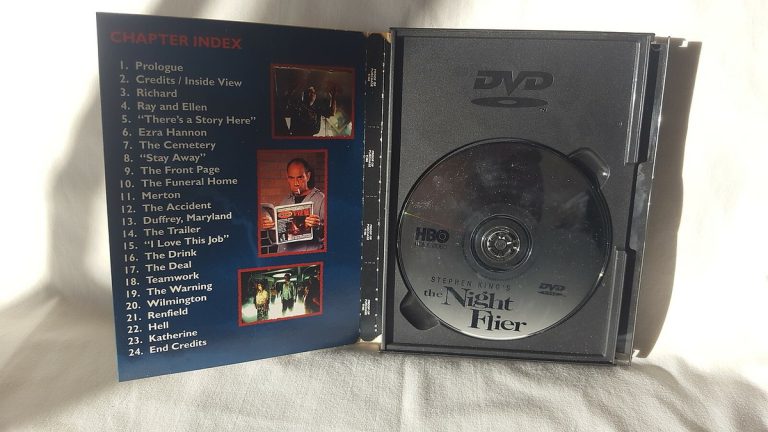 CHAPTER INDEX
1. Prologue
2. Credits / Inside View
3. Richard
4. Ray and Ellen
5. "There's a Story Here"
6. Ezra Hannon
7. The Cemetery
8. "Stay Away"
9. The Front Page
10. The Funeral Home
11. Merton
12. The Accident
13. Duffrey, Maryland
14. The Trailer
15. "I Love This Job"
16. The Drink
17. The Deal
18. Teamwork
19. The Warning
20. Wilmington
21. Renfield
22. Hell
23. Katherine
24. End Credits
DVD
HBO
STEPHEN KING'S
the Night
Flier
DVD